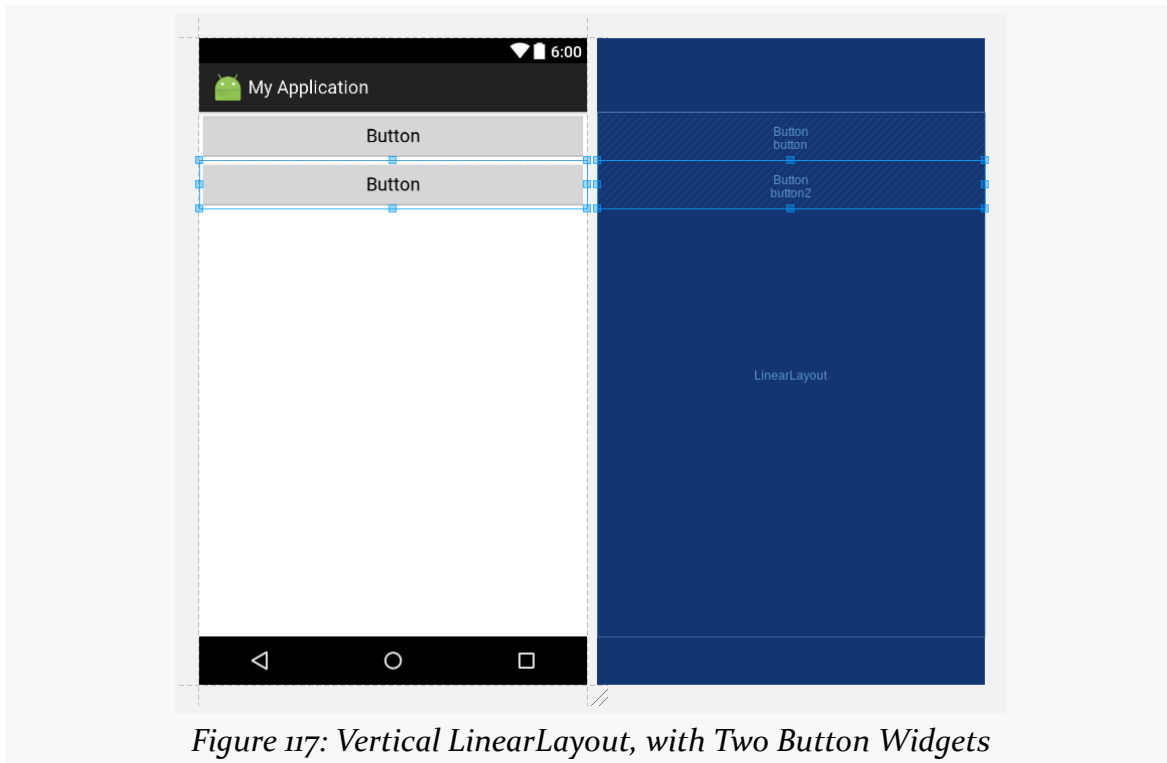 6:00
My Application
Button
Button
Button
button
Button
button2
LinearLayout
Figure 117: Vertical LinearLayout, with Two Button Widgets